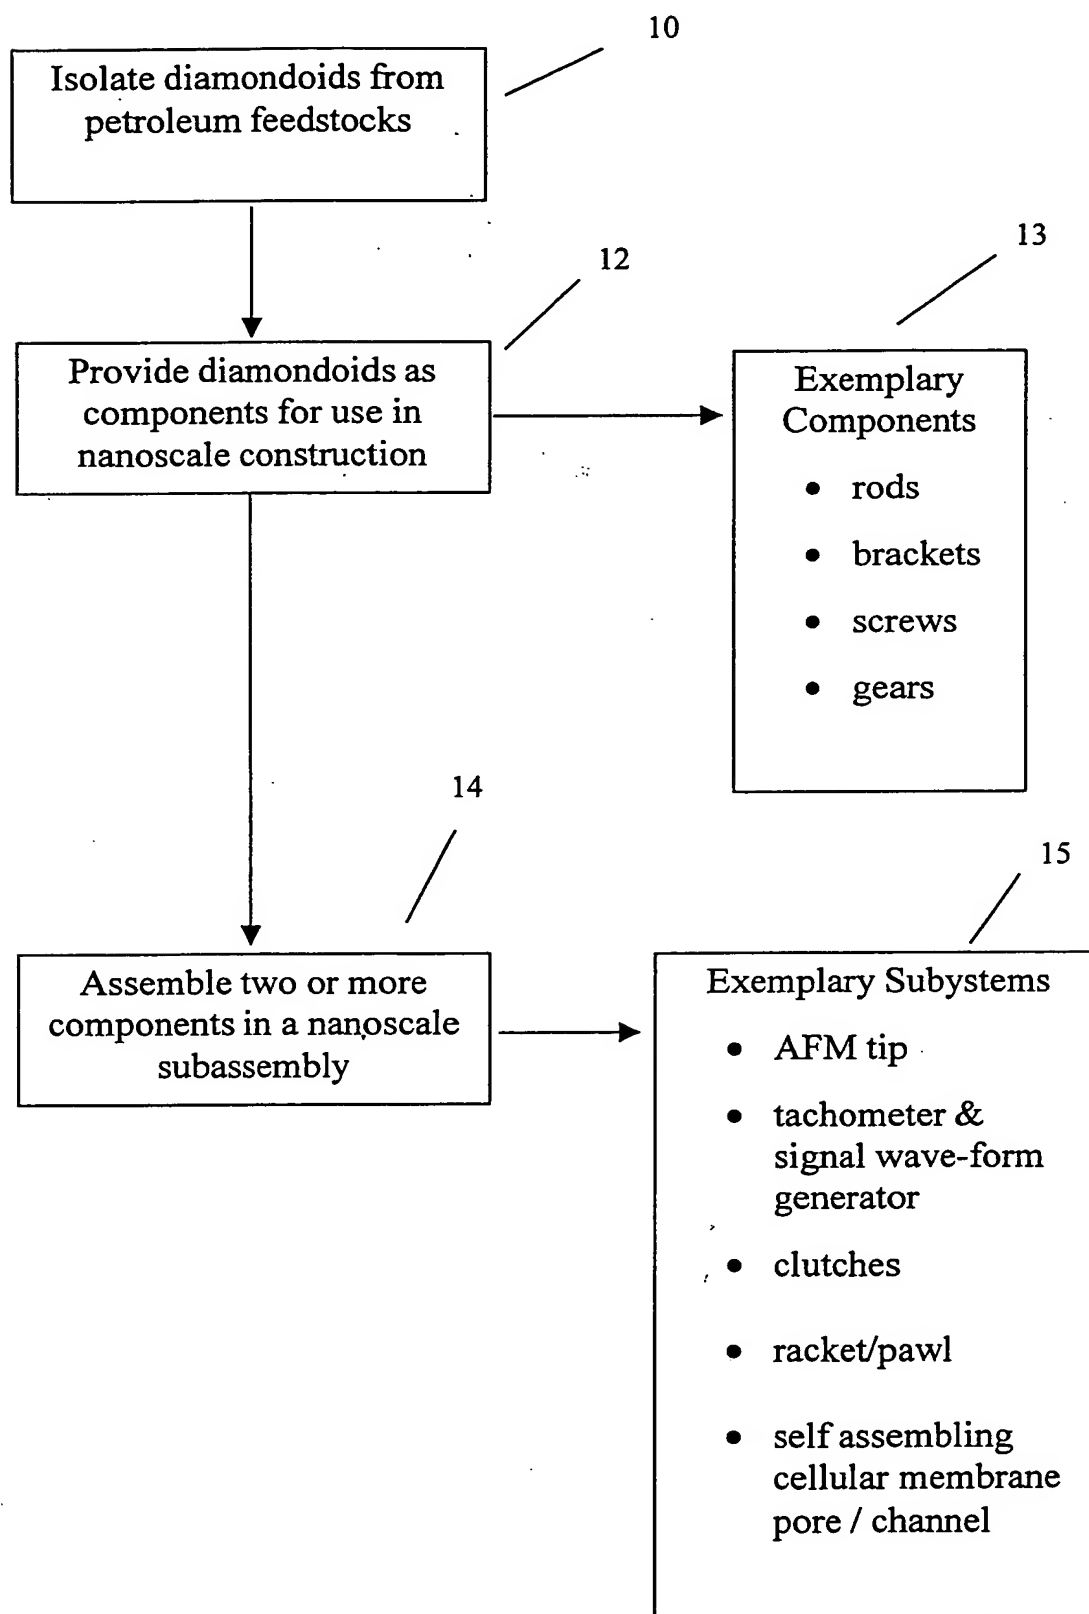 10
Isolate diamondoids from
petroleum feedstocks
12
Provide diamondoids as
components for use in
nanoscale construction
13
Exemplary
Components
• rods
• brackets
• screws
• gears
14
Assemble two or more
components in a nanoscale
subassembly
15
Exemplary Subystems
• AFM tip
• tachometer &
signal wave-form
generator
• clutches
• racket/pawl
• self assembling
cellular membrane
pore / channel